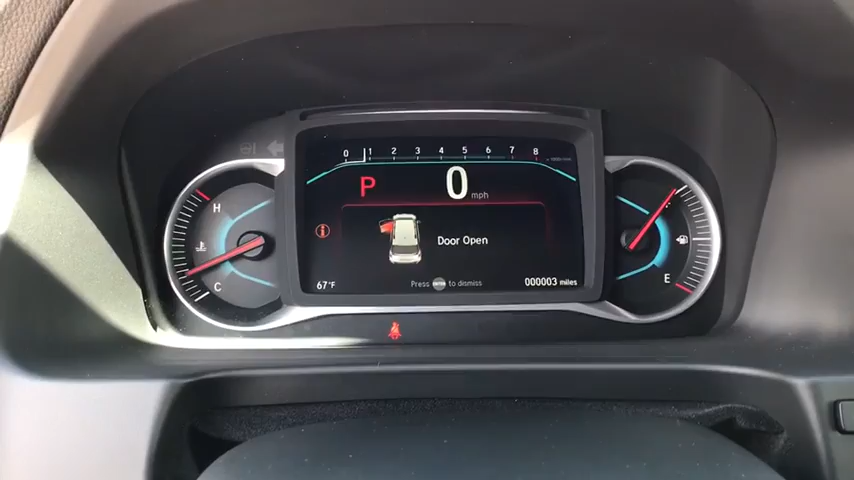 0 1 2 3 4 5 6 7 8
P 0 mph
H
Door Open
C
E
67°F
Press ENTER to dismiss
000003 miles